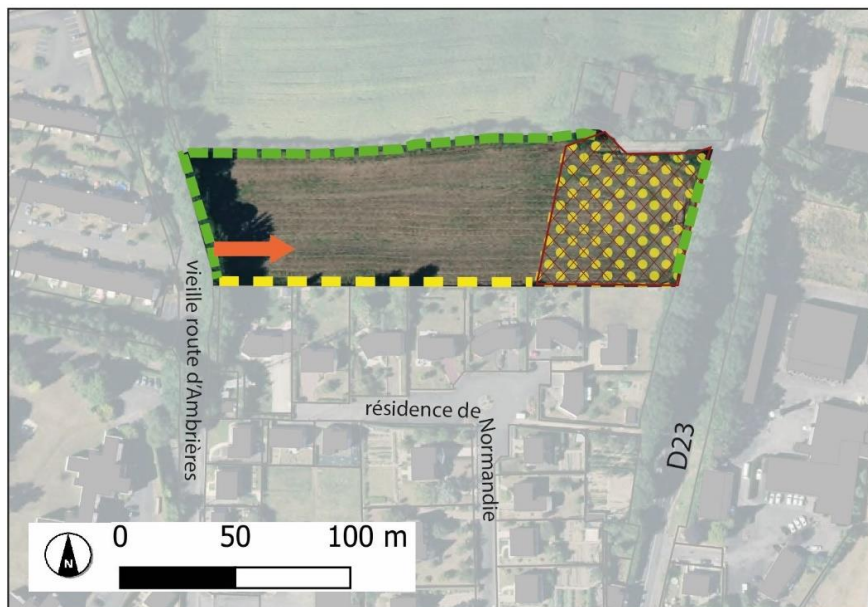 vieille route d'Ambrières
résidence de
Normandie
D23
0 50 100 m
N